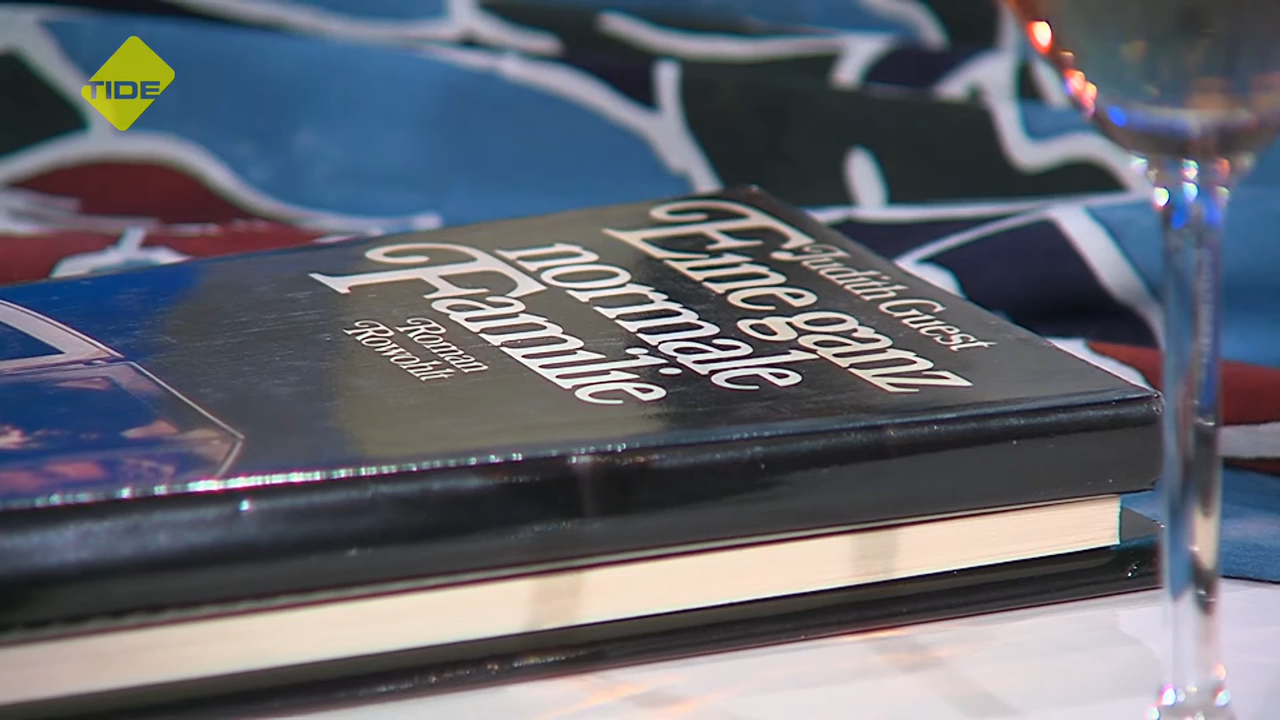 TIDE
Judith Guest
Eine ganz
normale
Familie
Roman
Rowohlt